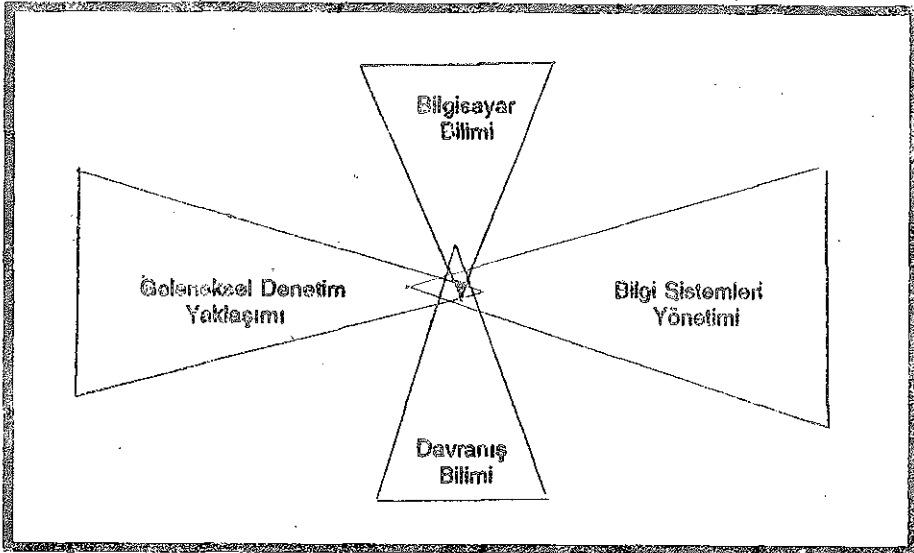 Bilgisayar
Bilimi
Geleneksel Denetim
Yaklaşımı
Bilgi Sistemleri
Yönetimi
Davranış
Bilimi